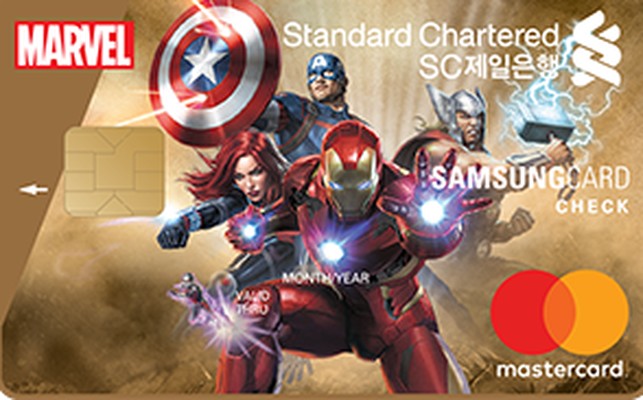 MARVEL
Standard Chartered
SC제일은행
SAMSUNGCARD
CHECK
MONTH/YEAR
VALID
THRU
mastercard